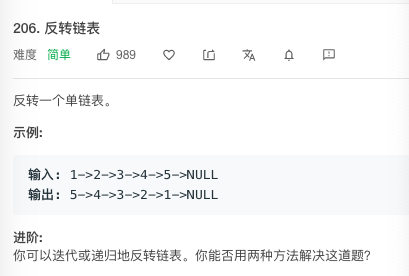 206. 反转链表
难度 简单 989
反转一个单链表。
示例:
输入: 1->2->3->4->5->NULL
输出: 5->4->3->2->1->NULL
进阶:
你可以迭代或递归地反转链表。你能否用两种方法解决这道题?